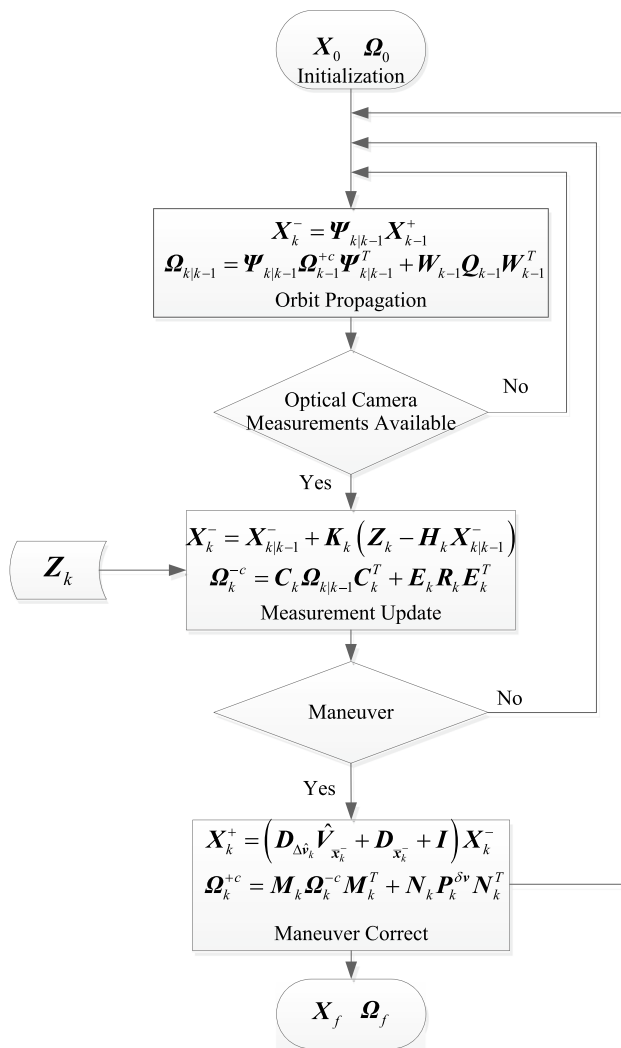 X_0 Ω_0
Initialization
X_k^- = Ψ_{k|k-1} X_{k-1}^+
Ω_{k|k-1} = Ψ_{k|k-1} Ω_{k-1}^{+c} Ψ_{k|k-1}^T + W_{k-1} Q_{k-1} W_{k-1}^T
Orbit Propagation
Optical Camera
Measurements Available
No
Yes
X_k^- = X_{k|k-1}^- + K_k (Z_k - H_k X_{k|k-1}^-)
Z_k
Ω_k^{-c} = C_k Ω_{k|k-1} C_k^T + E_k R_k E_k^T
Measurement Update
Maneuver
No
Yes
X_k^+ = (D_{Δv̂_k} V̂_{x̄_k^-} + D_{x̄_k^-} + I) X_k^-
Ω_k^{+c} = M_k Ω_k^{-c} M_k^T + N_k P_k^{δv} N_k^T
Maneuver Correct
X_f Ω_f